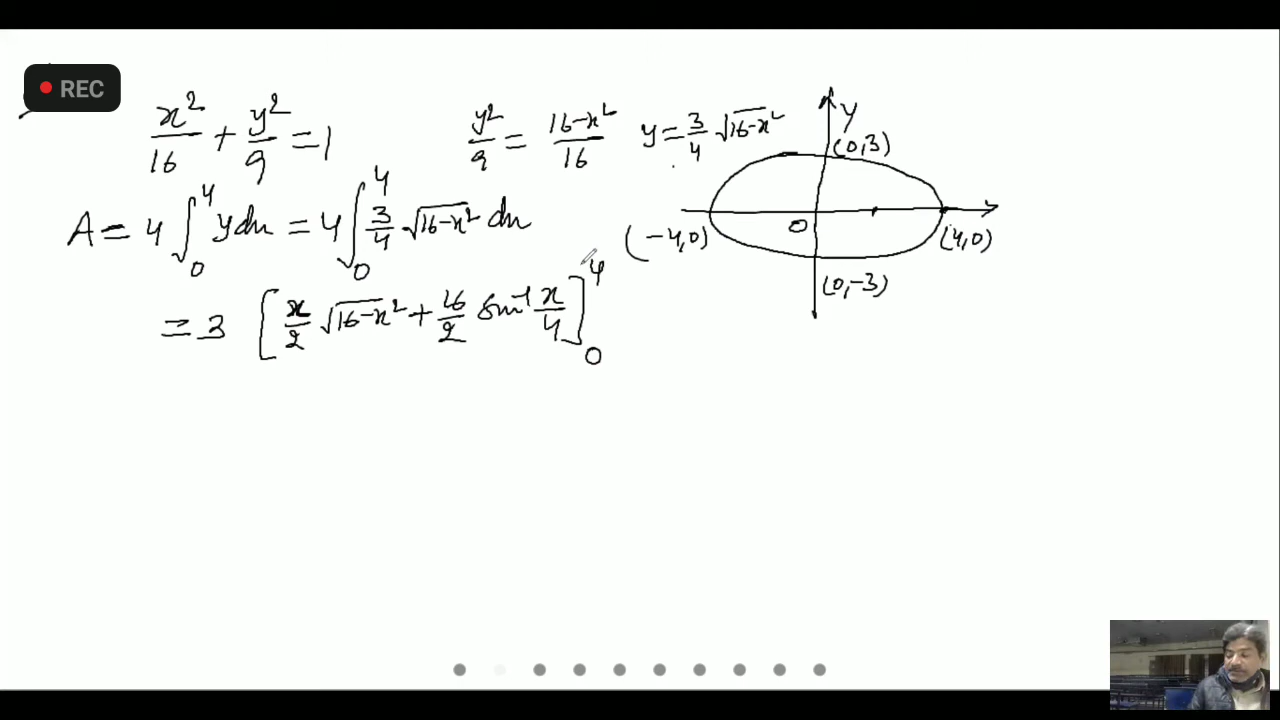 REC
x²/16 + y²/9 = 1
y²/9 = (16-x²)/16
y = 3/4 √(16-x²)
A = 4 ∫₀⁴ y dx = 4 ∫₀⁴ 3/4 √(16-x²) dx
= 3 [x/2 √(16-x²) + 16/2 sin⁻¹ x/4]₀⁴
y
(0,3)
0
(-4,0)
(4,0)
(0,-3)